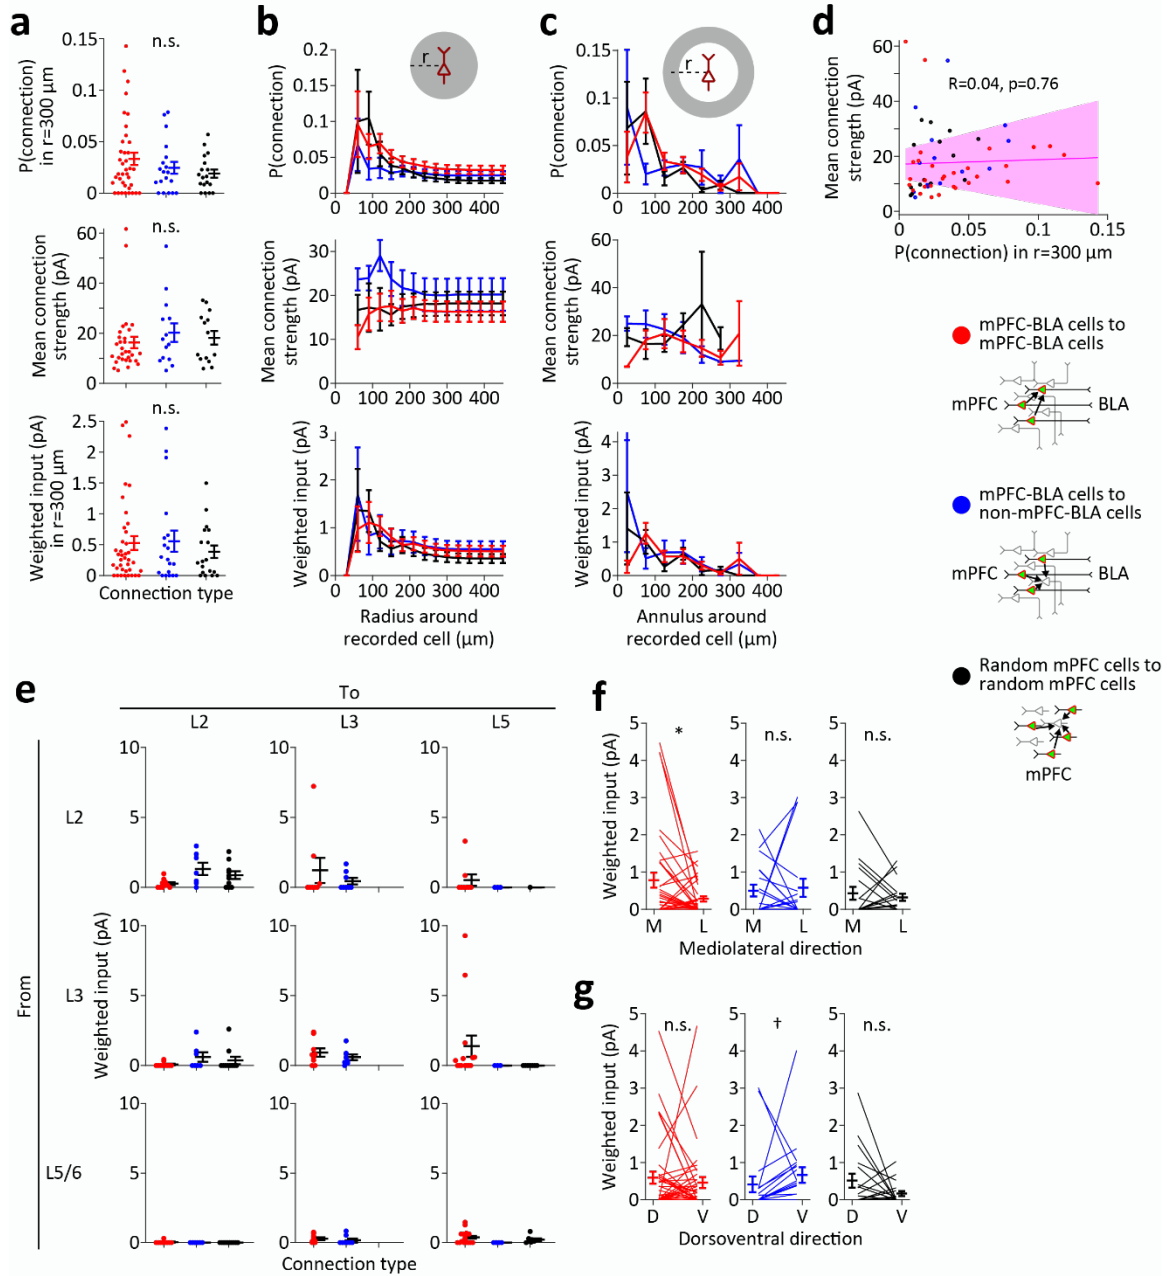 a
n.s.
P(connection)
in r=300 µm
0.15
0.1
0.05
0
n.s.
Mean connection
strength (pA)
60
40
20
0
n.s.
Weighted input (pA)
in r=300 µm
2.5
2
1.5
1
0.5
0
Connection type
b
r
P(connection)
0.2
0.15
0.1
0.05
0
0 100 200 300 400
Mean connection
strength (pA)
30
20
10
0
0 100 200 300 400
Weighted input (pA)
3
2
1
0
0 100 200 300 400
Radius around
recorded cell (µm)
c
r
P(connection)
0.15
0.1
0.05
0
0 100 200 300 400
Mean connection
strength (pA)
60
40
20
0
0 100 200 300 400
Weighted input (pA)
4
3
2
1
0
0 100 200 300 400
Annulus around
recorded cell (µm)
d
Mean connection
strength (pA)
60
40
20
0
R=0.04, p=0.76
0 0.05 0.1 0.15
P(connection) in r=300 µm
mPFC-BLA cells to
mPFC-BLA cells
mPFC BLA
mPFC-BLA cells to
non-mPFC-BLA cells
mPFC BLA
Random mPFC cells to
random mPFC cells
mPFC
e
To
L2 L3 L5
From
Weighted input (pA)
L2
10 10 10
5 5 5
0 0 0
L3
10 10 10
5 5 5
0 0 0
L5/6
10 10 10
5 5 5
0 0 0
Connection type
f
Weighted input (pA)
* n.s. n.s.
5 5 5
4 4 4
3 3 3
2 2 2
1 1 1
0 0 0
M L M L M L
Mediolateral direction
g
Weighted input (pA)
n.s. † n.s.
5 5 5
4 4 4
3 3 3
2 2 2
1 1 1
0 0 0
D V D V D V
Dorsoventral direction